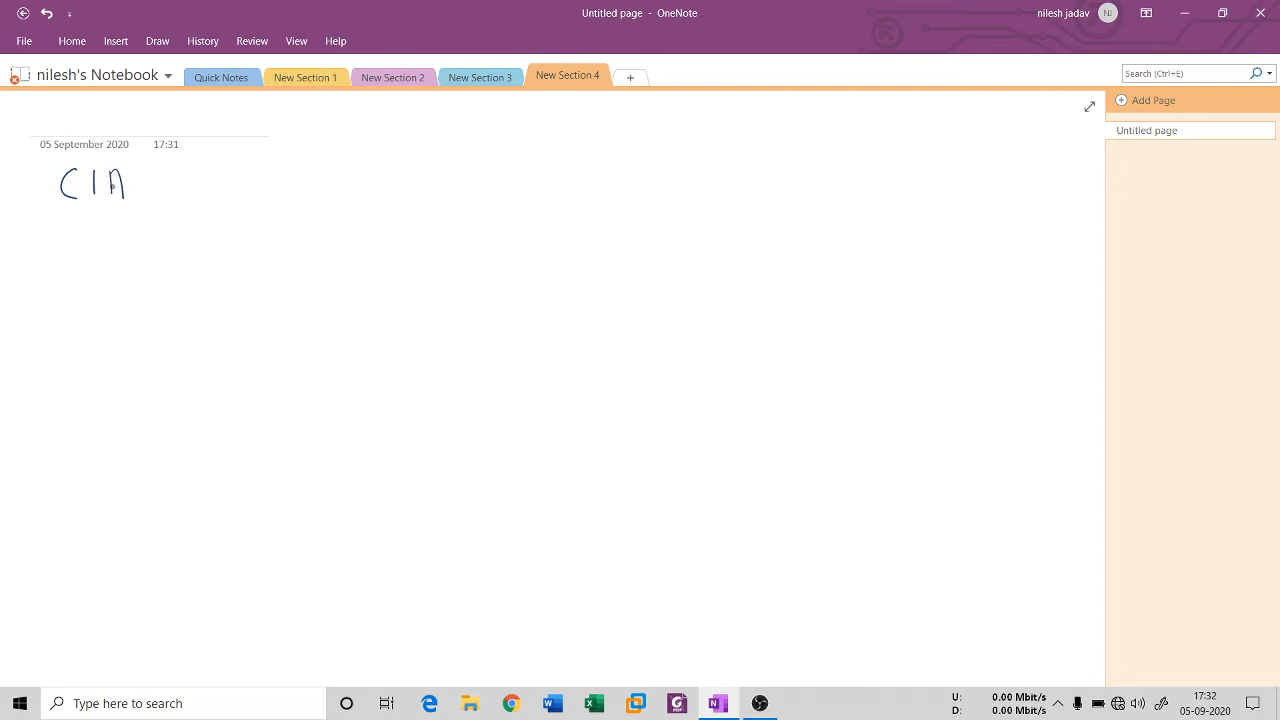 Untitled page - OneNote
nilesh jadav NJ
File Home Insert Draw History Review View Help
nilesh's Notebook Quick Notes New Section 1 New Section 2 New Section 3 New Section 4 + Search (Ctrl+E)
Add Page
Untitled page
05 September 2020 17:31
CIA
Type here to search
U: 0.00 Mbit/s
D: 0.00 Mbit/s
17:32
05-09-2020